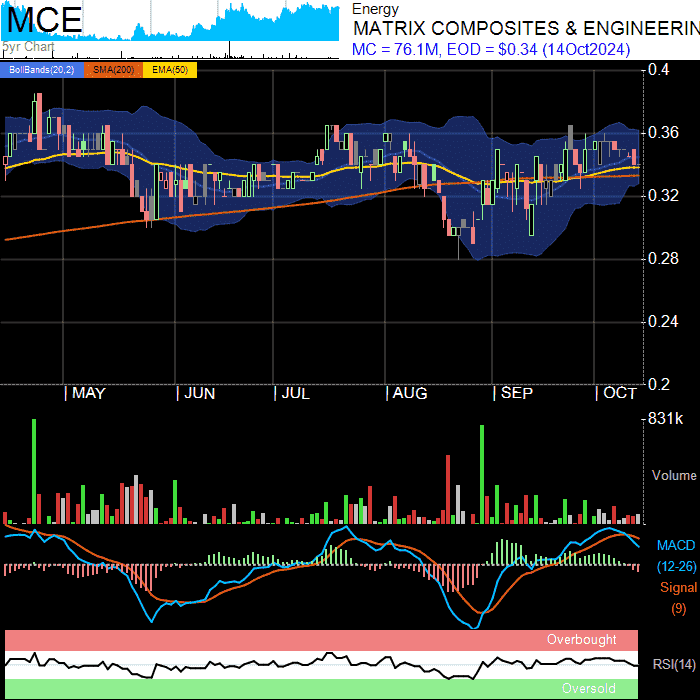 MCE
5yr Chart
Energy
MATRIX COMPOSITES & ENGINEERIN
MC = 76.1M, EOD = $0.34 (14Oct2024)
BollBands(20,2) SMA(200) EMA(50)
0.4
0.36
0.32
0.28
0.24
0.2
MAY JUN JUL AUG SEP OCT
831k
Volume
MACD
(12-26)
Signal
(9)
Overbought
RSI(14)
Oversold